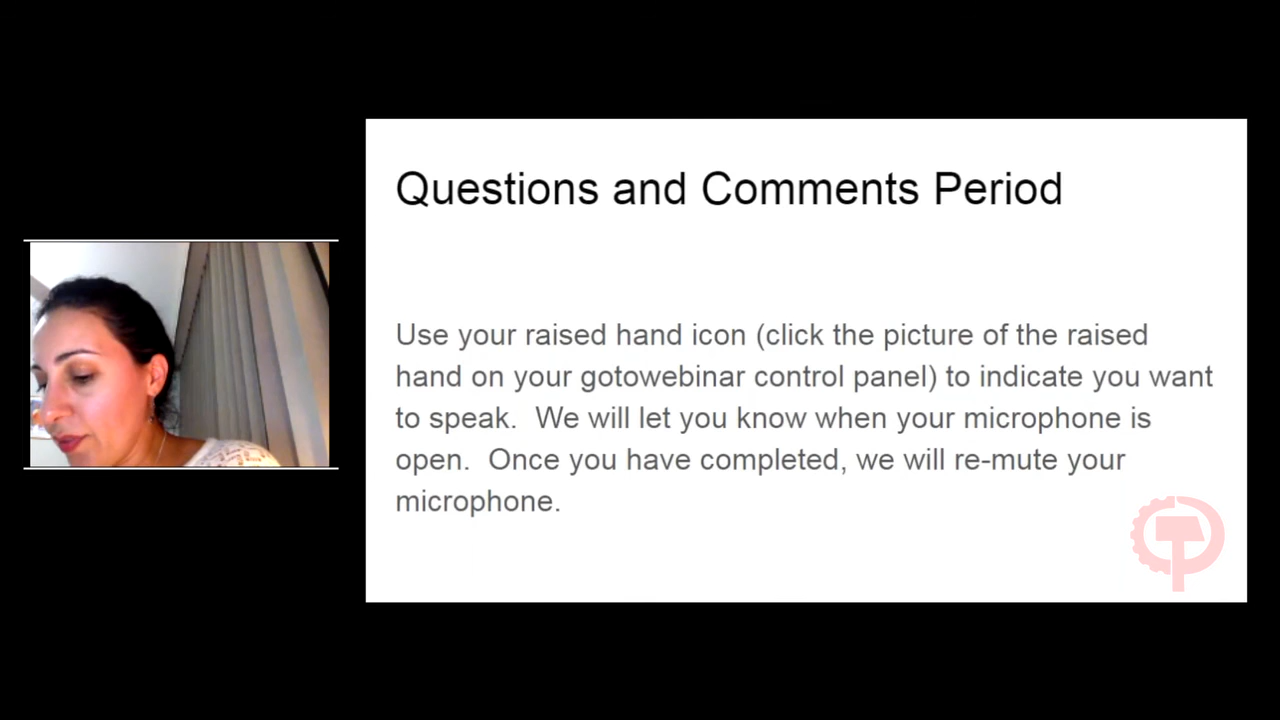 Questions and Comments Period
Use your raised hand icon (click the picture of the raised
hand on your gotowebinar control panel) to indicate you want
to speak.  We will let you know when your microphone is
open.  Once you have completed, we will re-mute your
microphone.